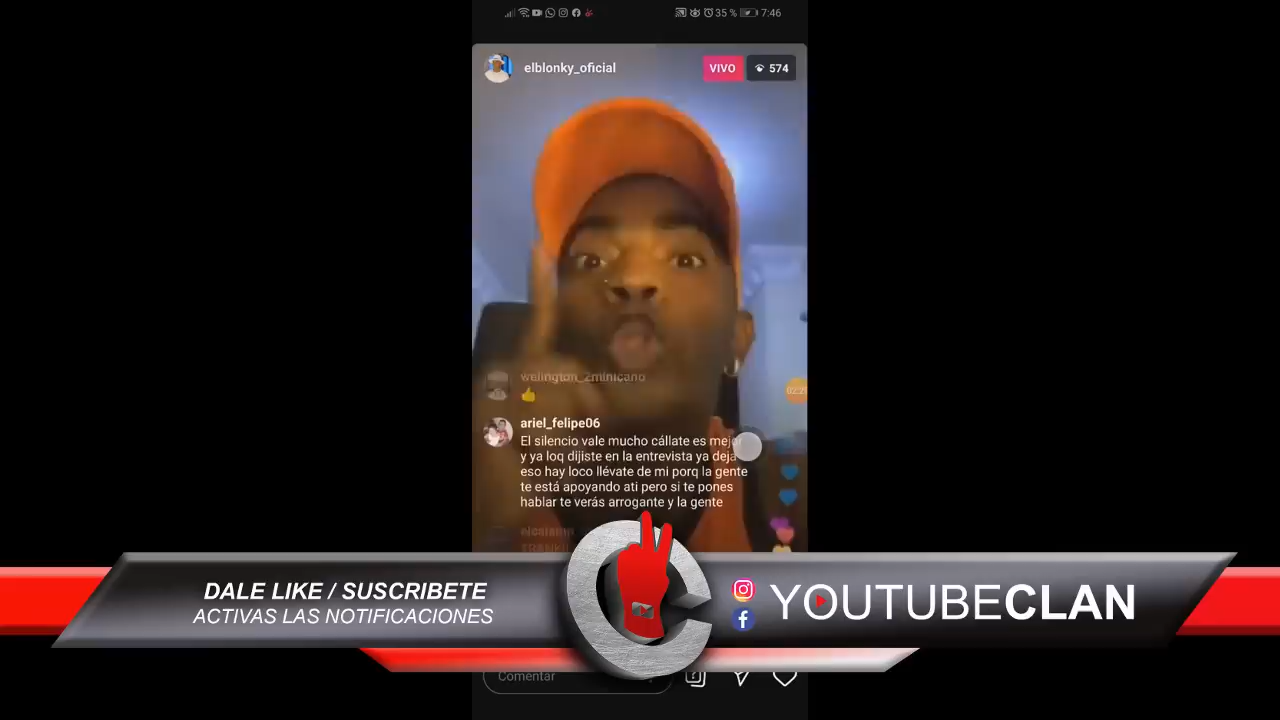 35 % 7:46
elblonky_oficial
VIVO 574
welington_2minicano
ariel_felipe06
El silencio vale mucho cállate es mejor
y ya loq dijiste en la entrevista ya deja
eso hay loco llévate de mi porq la gente
te está apoyando ati pero si te pones
hablar te verás arrogante y la gente
DALE LIKE / SUSCRIBETE
ACTIVAS LAS NOTIFICACIONES
YOUTUBECLAN
Comentar